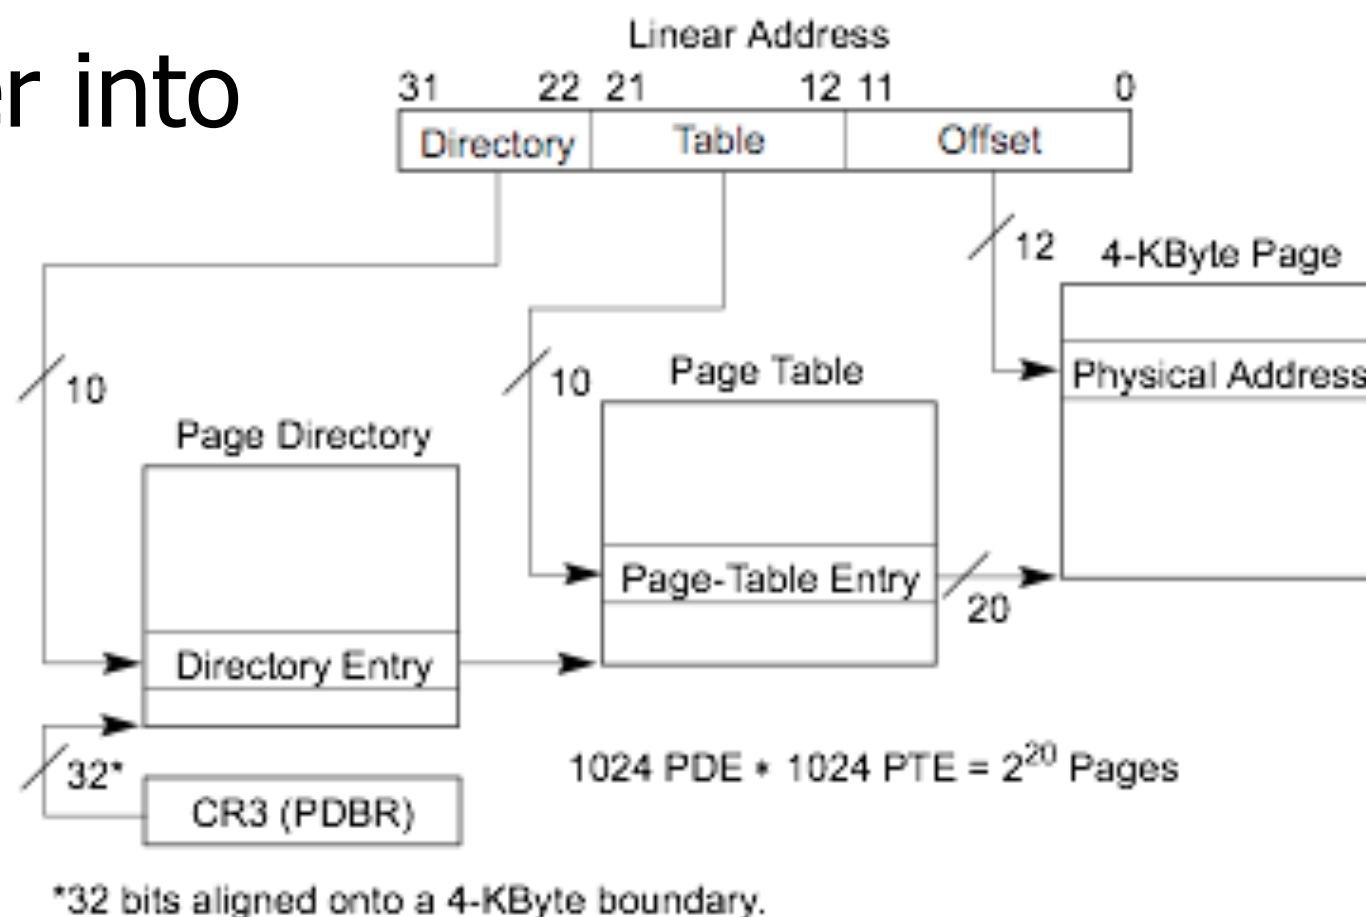 er into
Linear Address
31 22 21 12 11 0
Directory Table Offset
12
4-KByte Page
10
10
Page Table
Physical Address
Page Directory
Page-Table Entry
20
Directory Entry
32*
1024 PDE * 1024 PTE = 2²⁰ Pages
CR3 (PDBR)
*32 bits aligned onto a 4-KByte boundary.